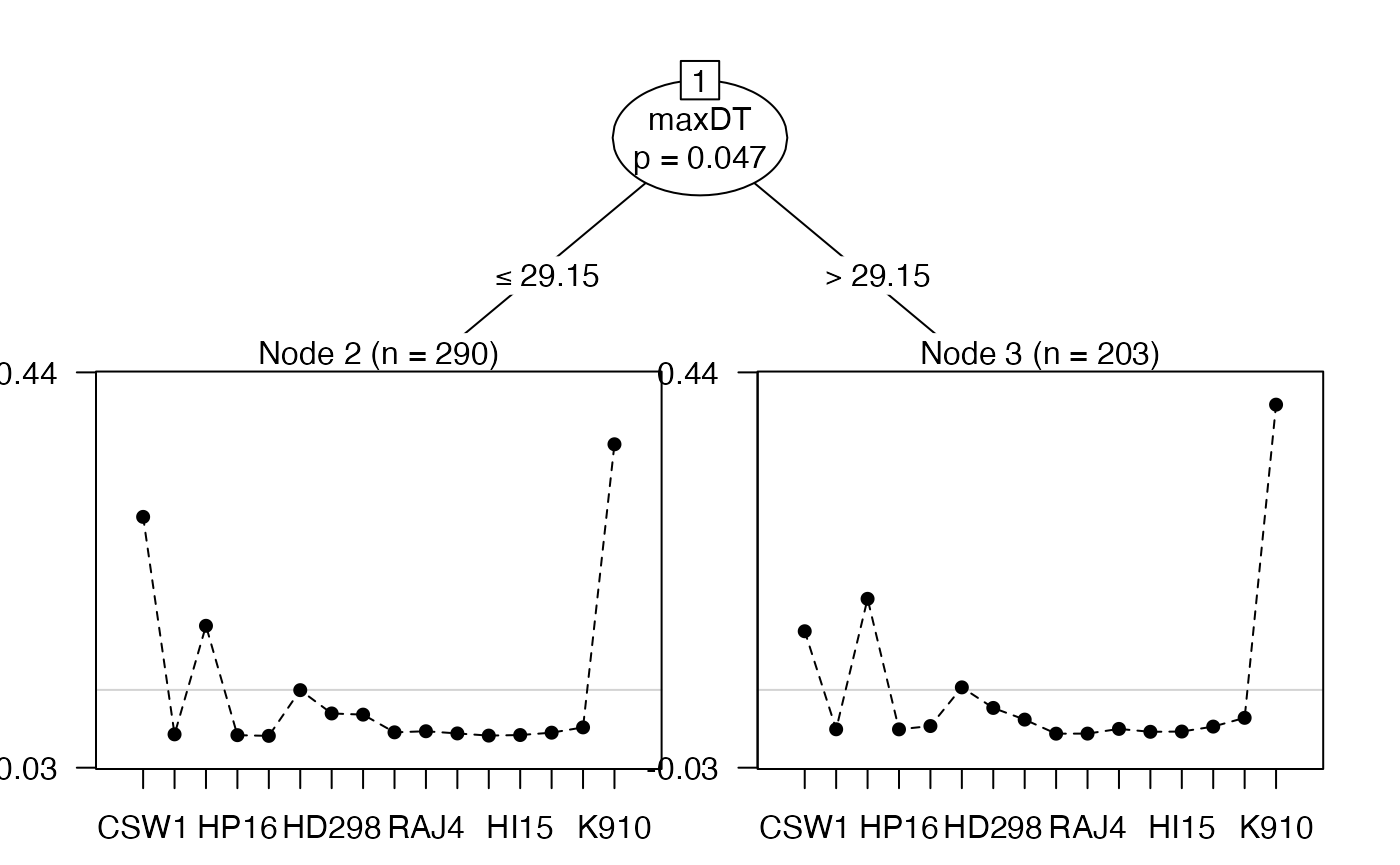 1
maxDT
p = 0.047
≤ 29.15
> 29.15
Node 2 (n = 290)
Node 3 (n = 203)
0.44
0.44
0.03
-0.03
CSW1 HP16 HD298 RAJ4 HI15 K910
CSW1 HP16 HD298 RAJ4 HI15 K910